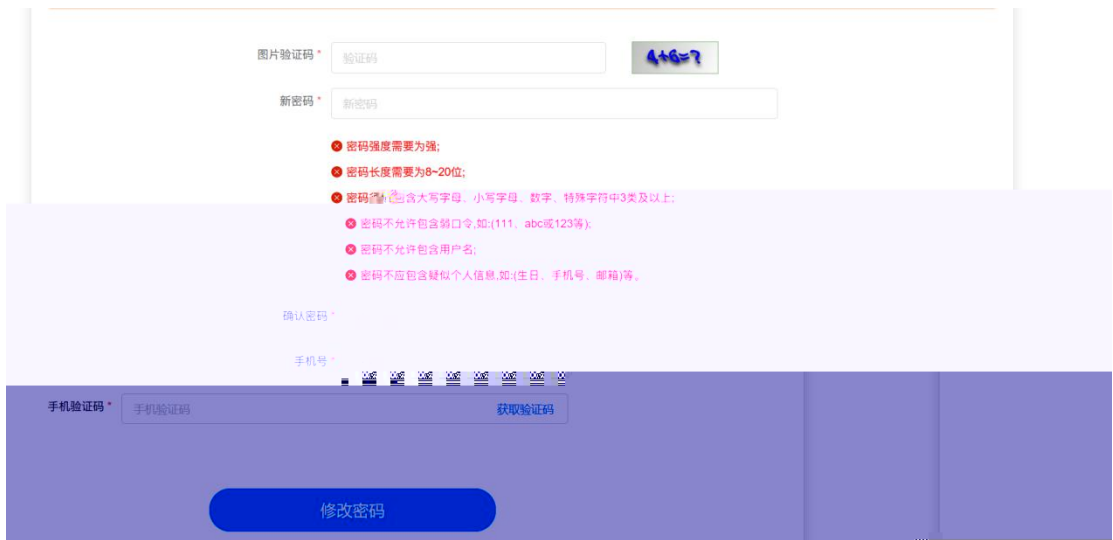 图片验证码 * 验证码 4+6=?
新密码 * 新密码
密码强度需要为强;
密码长度需要为8~20位;
密码 含大写字母、小写字母、数字、特殊字符中3类及以上;
密码不允许包含弱口令,如:(111、abc或123等);
密码不允许包含用户名;
密码不应包含疑似个人信息,如:(生日、手机号、邮箱)等。
确认密码 *
手机号 *
手机验证码 * 手机验证码 获取验证码
修改密码